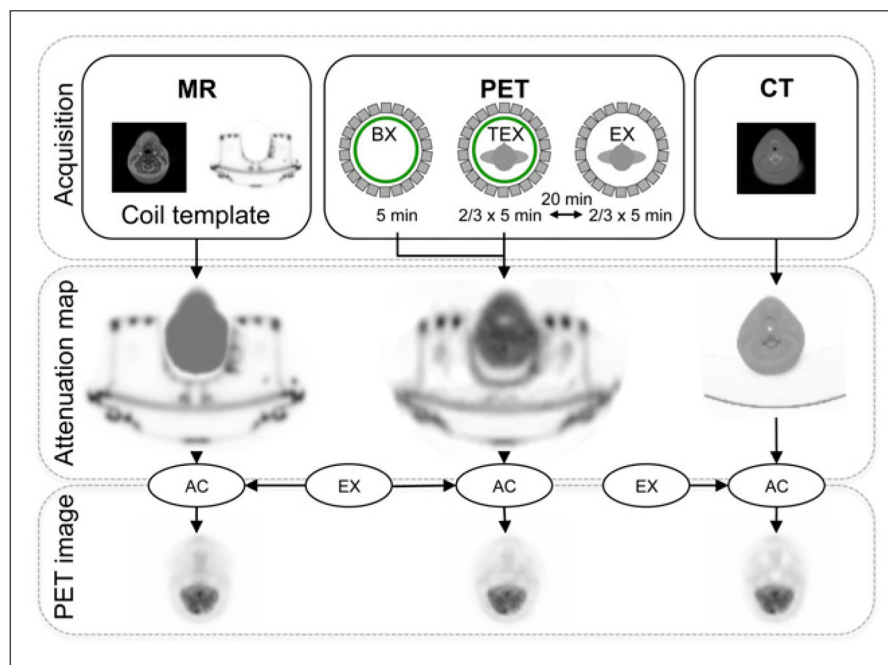 Acquisition
MR
Coil template
PET
BX
TEX
EX
20 min
5 min
2/3 x 5 min
2/3 x 5 min
CT
Attenuation map
AC
EX
AC
EX
AC
PET image